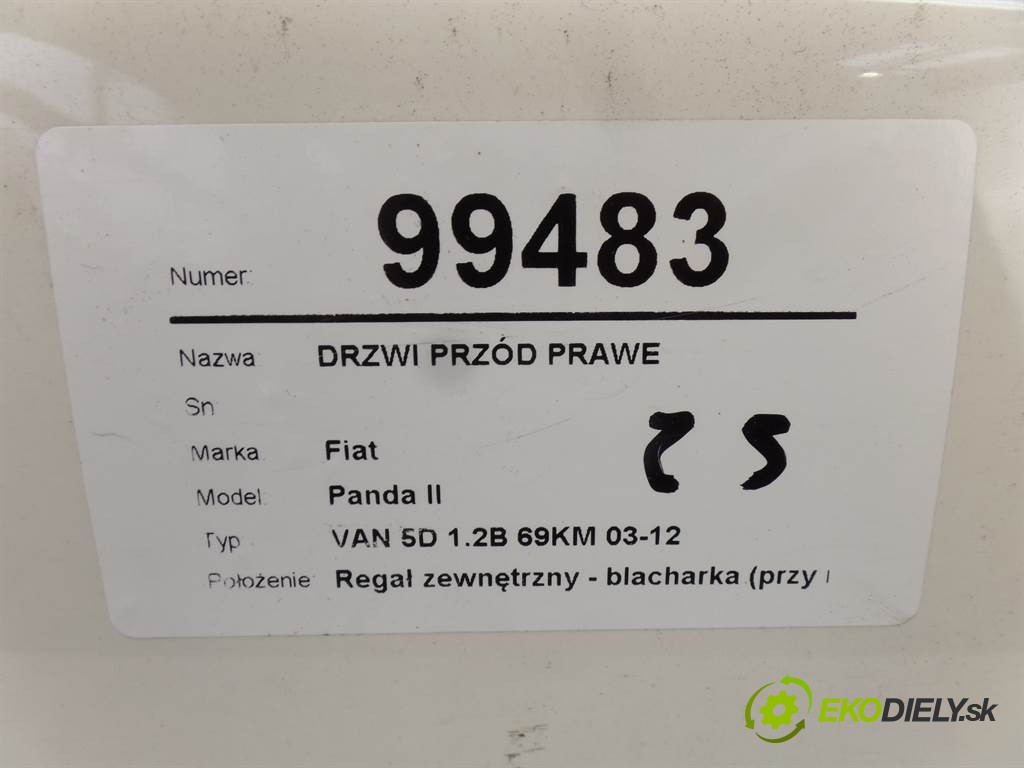 Numer: 99483
Nazwa DRZWI PRZÓD PRAWE
Sn
Marka Fiat
Model: Panda II
Typ VAN 5D 1.2B 69KM 03-12
Położenie: Regał zewnętrzny - blacharka (przy
EKODIELY.sk